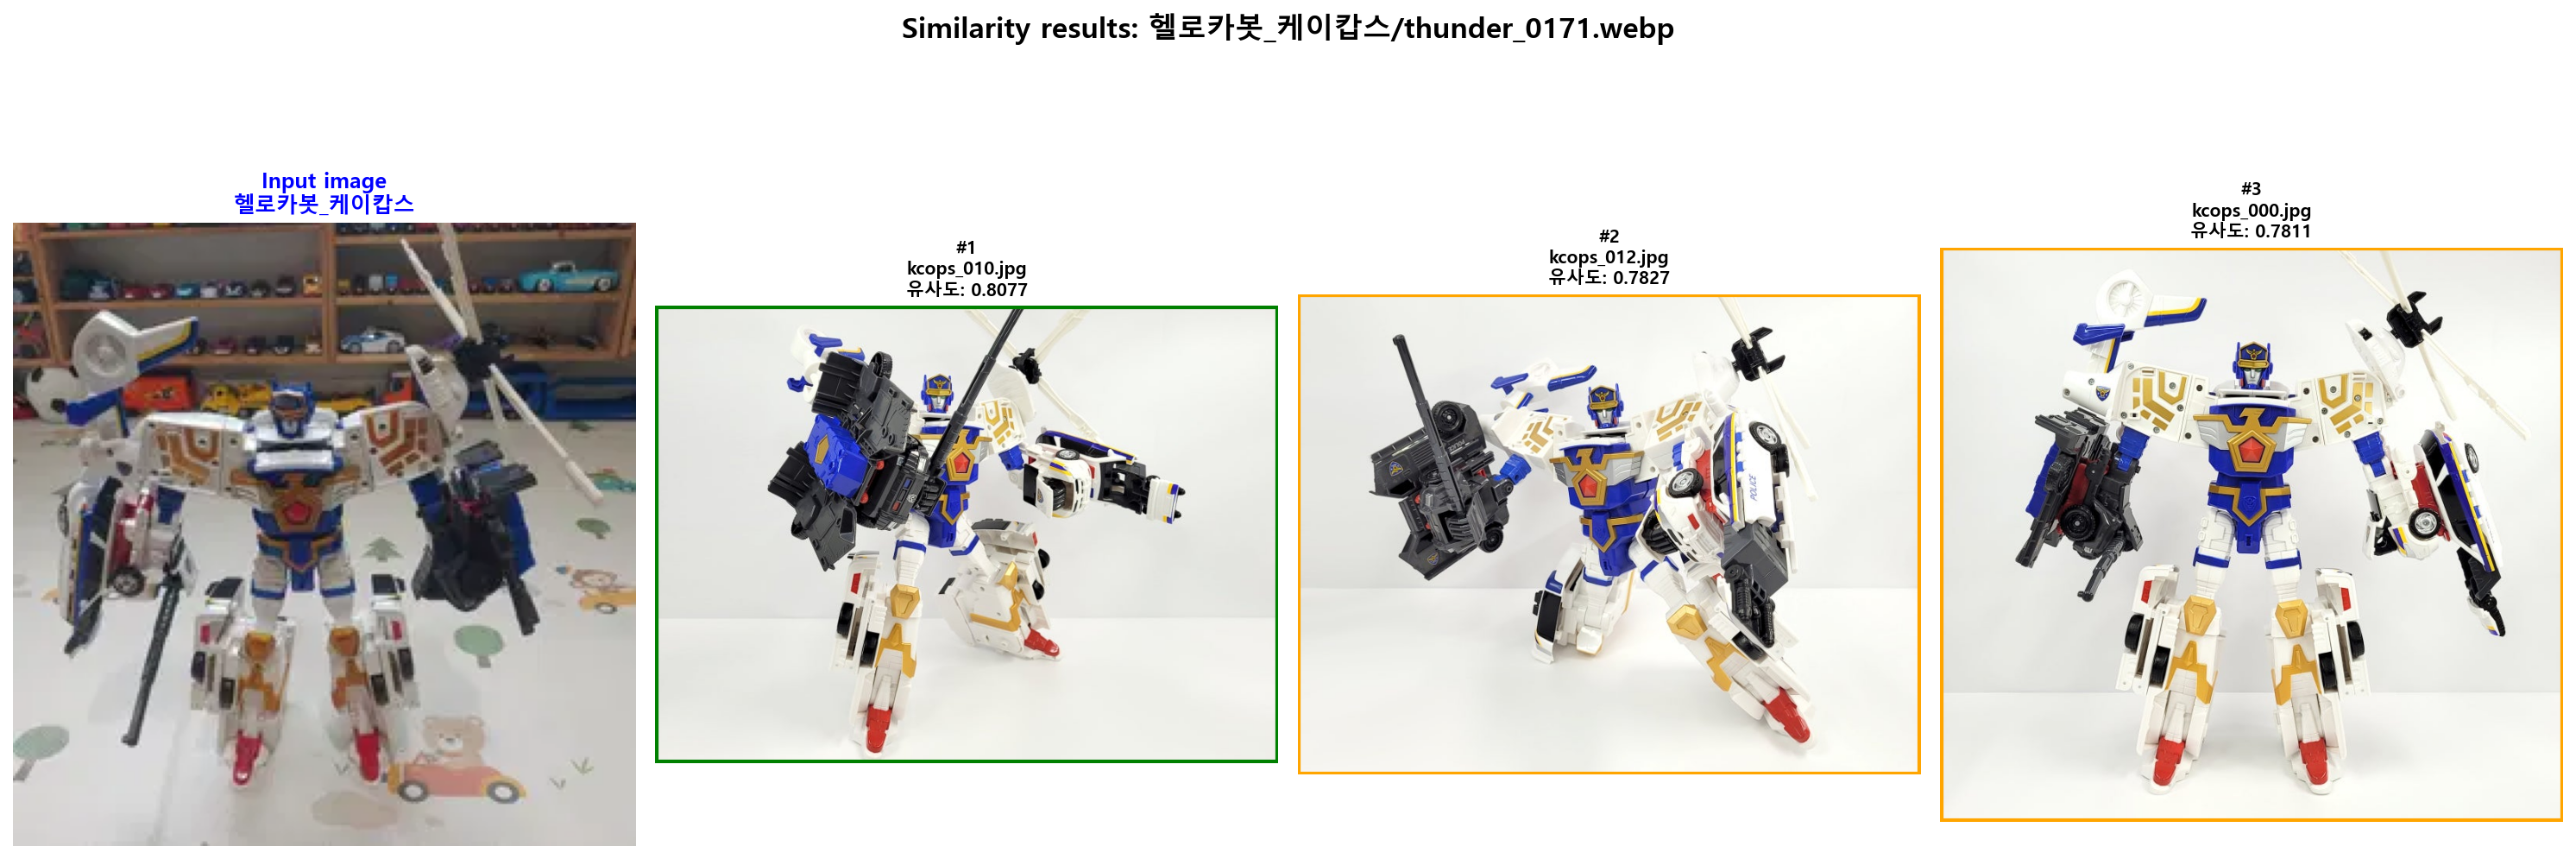 Similarity results: 헬로카봇_케이캅스/thunder_0171.webp
Input image
헬로카봇_케이캅스
#1
kcops_010.jpg
유사도: 0.8077
#2
kcops_012.jpg
유사도: 0.7827
#3
kcops_000.jpg
유사도: 0.7811
POLICE